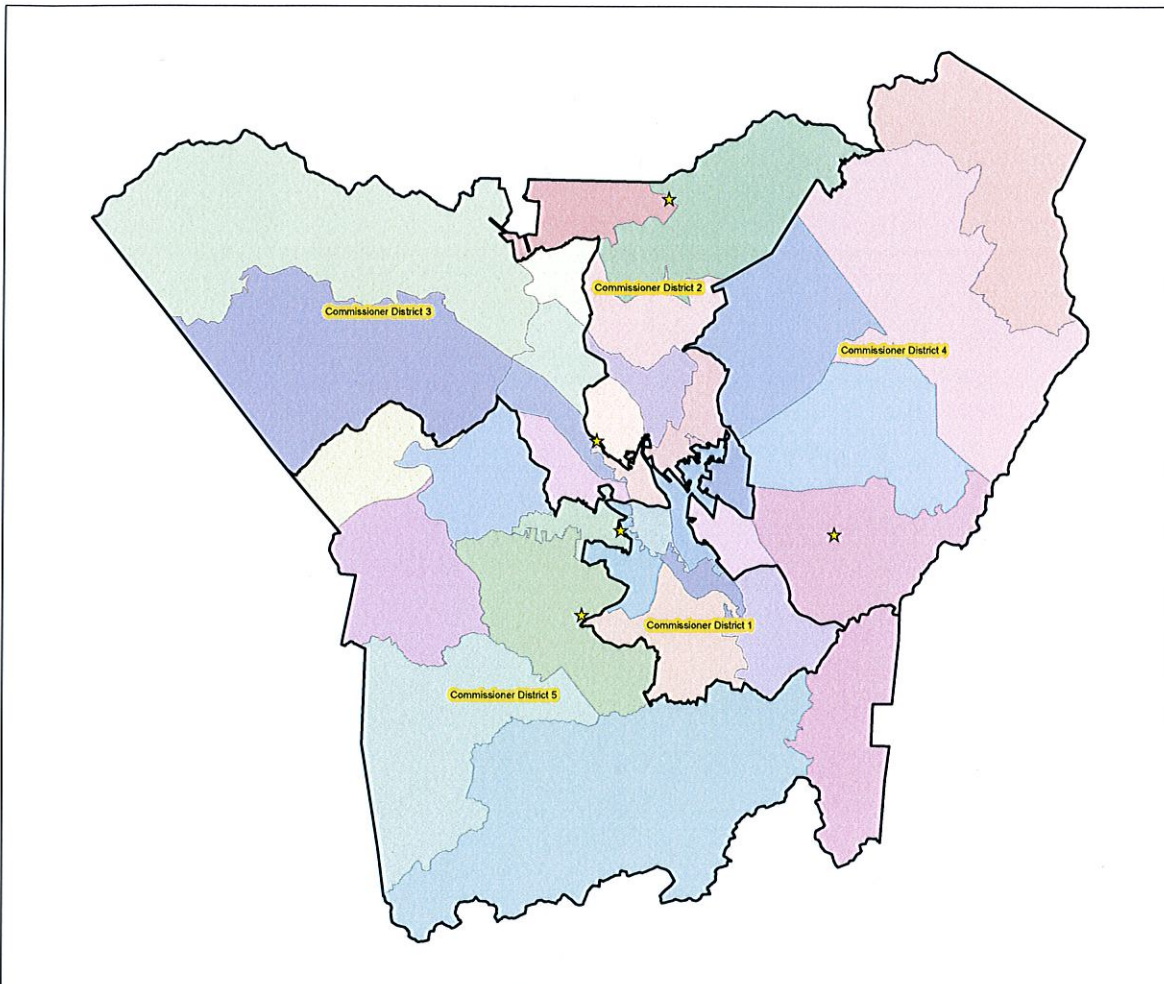 Commissioner District 2
Commissioner District 3
Commissioner District 4
Commissioner District 1
Commissioner District 5